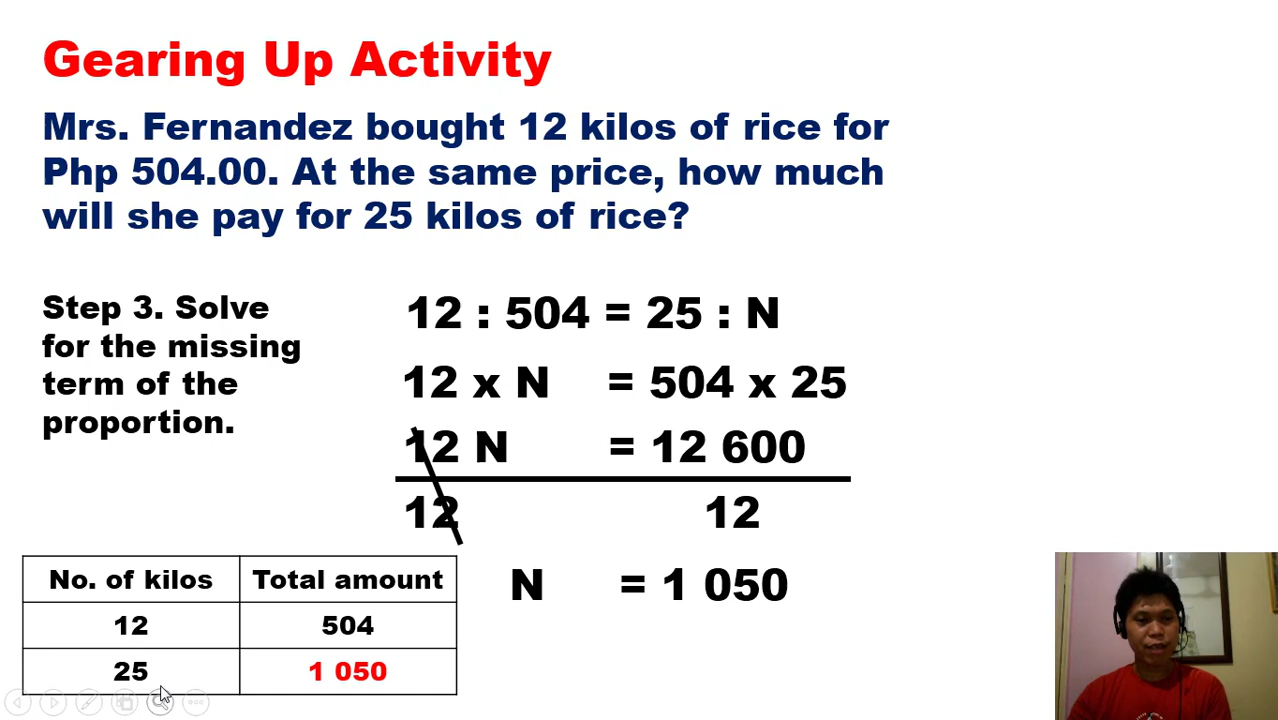 Gearing Up Activity
Mrs. Fernandez bought 12 kilos of rice for
Php 504.00. At the same price, how much
will she pay for 25 kilos of rice?
Step 3. Solve
for the missing
term of the
proportion.
12 : 504 = 25 : N
12 x N = 504 x 25
12 N = 12 600
12 12
N = 1 050
No. of kilos Total amount
12 504
25 1 050